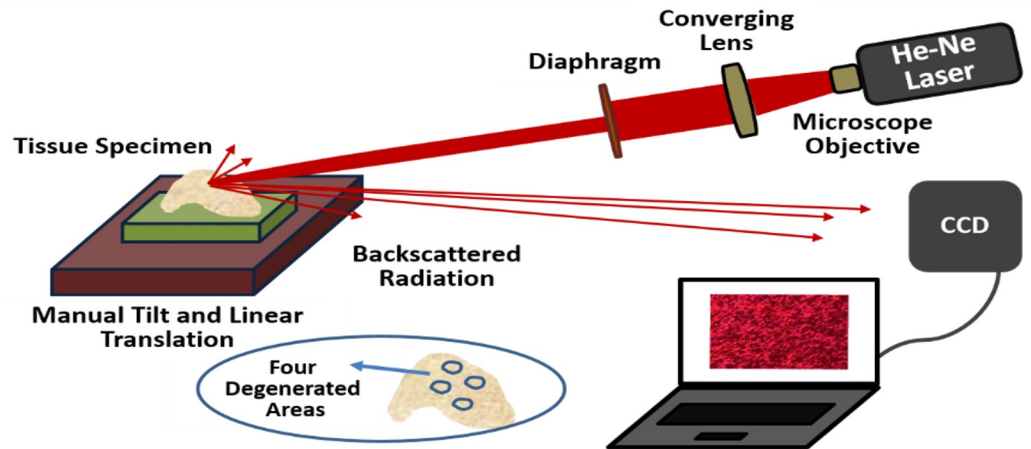 Converging
Lens
He-Ne
Laser
Diaphragm
Microscope
Objective
Tissue Specimen
CCD
Backscattered
Radiation
Manual Tilt and Linear
Translation
Four
Degenerated
Areas